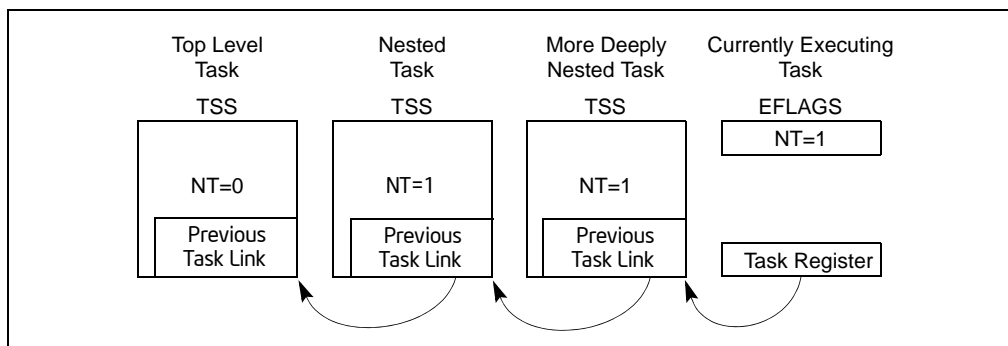 Top Level
Task
TSS
NT=0
Previous
Task Link
Nested
Task
TSS
NT=1
Previous
Task Link
More Deeply
Nested Task
TSS
NT=1
Previous
Task Link
Currently Executing
Task
EFLAGS
NT=1
Task Register